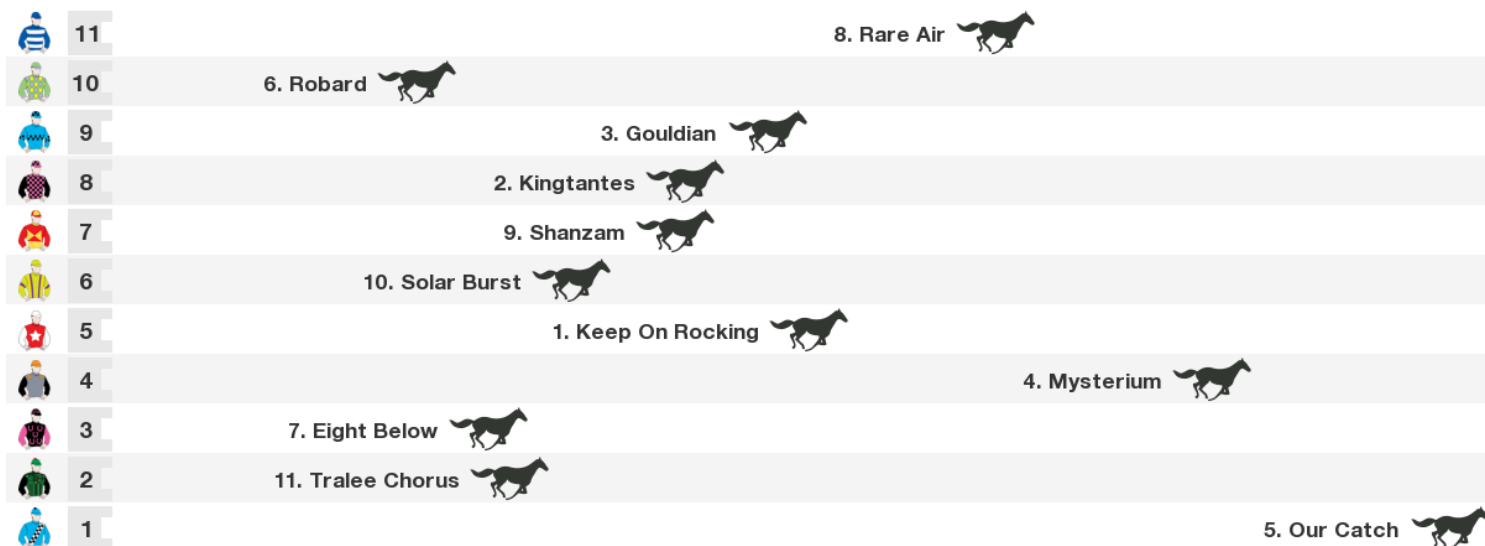 11 8. Rare Air
10 6. Robard
9 3. Gouldian
8 2. Kingtantes
7 9. Shanzam
6 10. Solar Burst
5 1. Keep On Rocking
4 4. Mysterium
3 7. Eight Below
2 11. Tralee Chorus
1 5. Our Catch